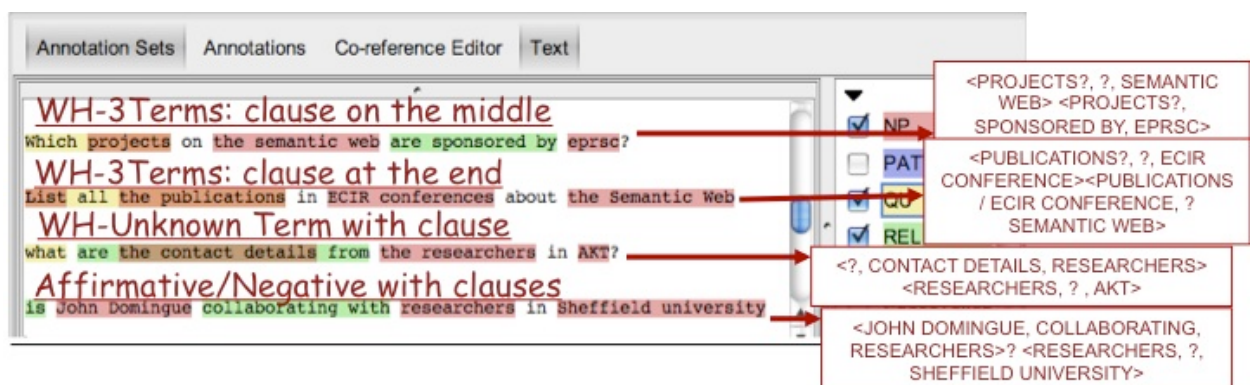 Annotation Sets Annotations Co-reference Editor Text
WH-3Terms: clause on the middle
Which projects on the semantic web are sponsored by eprsc?
WH-3Terms: clause at the end
List all the publications in ECIR conferences about the Semantic Web
WH-Unknown Term with clause
what are the contact details from the researchers in AKT?
Affirmative/Negative with clauses
is John Domingue collaborating with researchers in Sheffield university
NP
PAT
QU
REL
<PROJECTS?, ?, SEMANTIC
WEB> <PROJECTS?,
SPONSORED BY, EPRSC>
<PUBLICATIONS?, ?, ECIR
CONFERENCE><PUBLICATIONS
/ ECIR CONFERENCE, ?
SEMANTIC WEB>
<?, CONTACT DETAILS, RESEARCHERS>
<RESEARCHERS, ? , AKT>
<JOHN DOMINGUE, COLLABORATING,
RESEARCHERS>? <RESEARCHERS, ?,
SHEFFIELD UNIVERSITY>